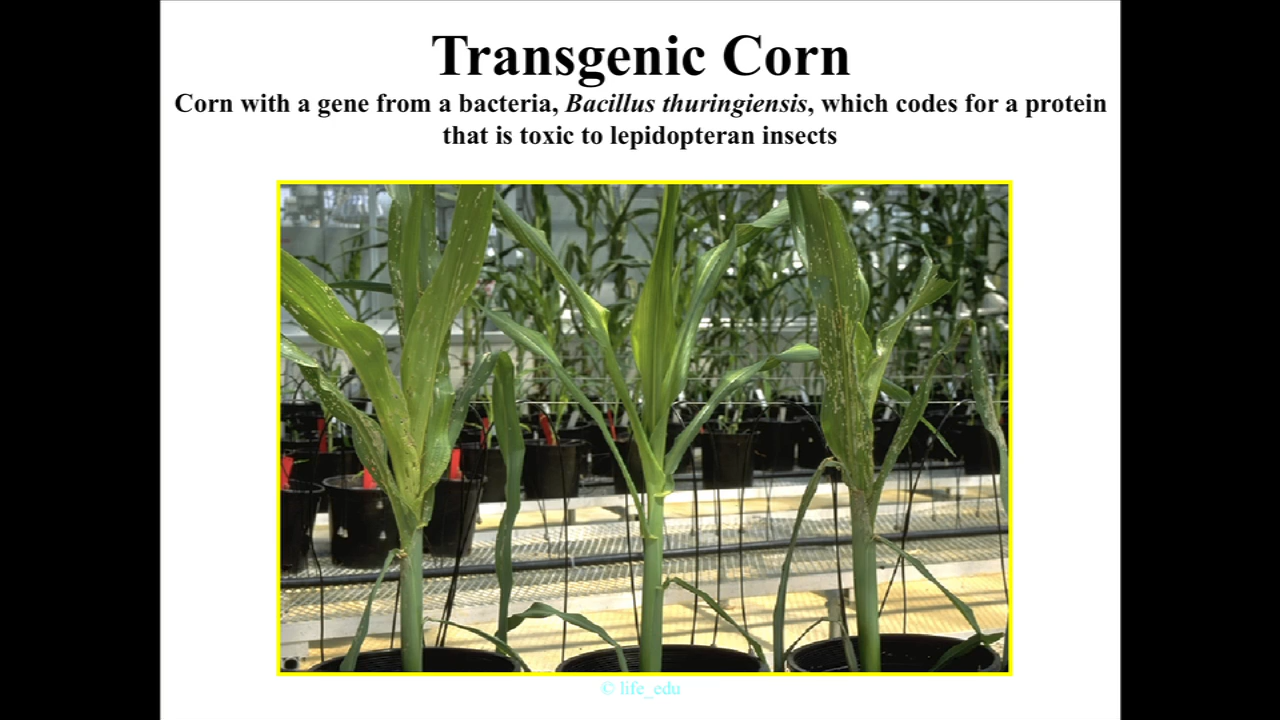 Transgenic Corn
Corn with a gene from a bacteria, Bacillus thuringiensis, which codes for a protein
that is toxic to lepidopteran insects
© life_edu